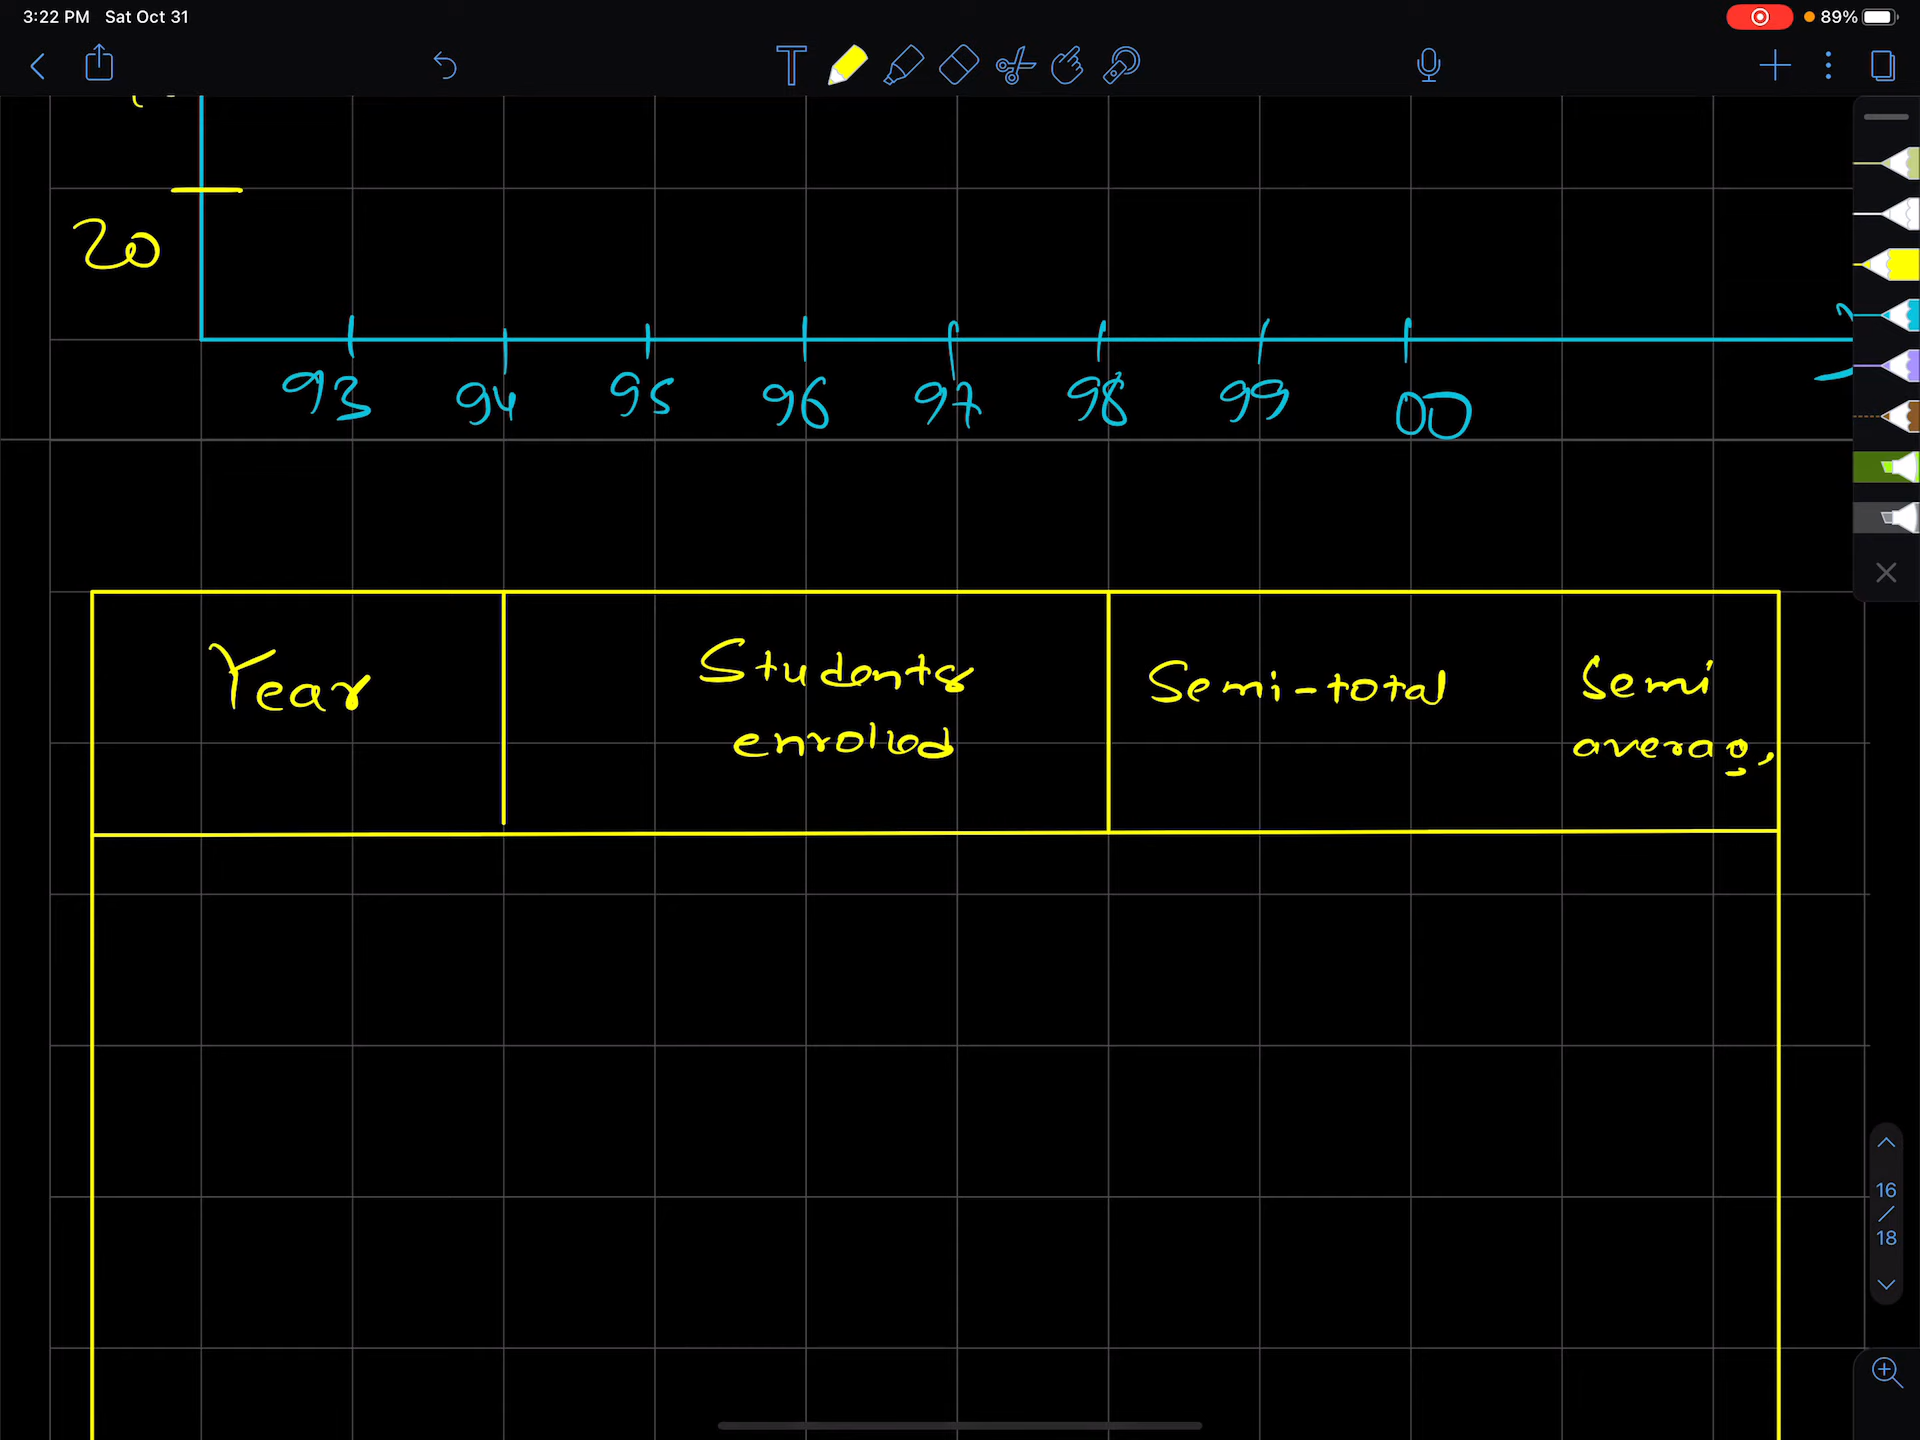 3:22 PM Sat Oct 31
89%
T
20
93 94 95 96 97 98 99 00
Year
Students
enrolled
Semi-total
Semi
average
16
/
18